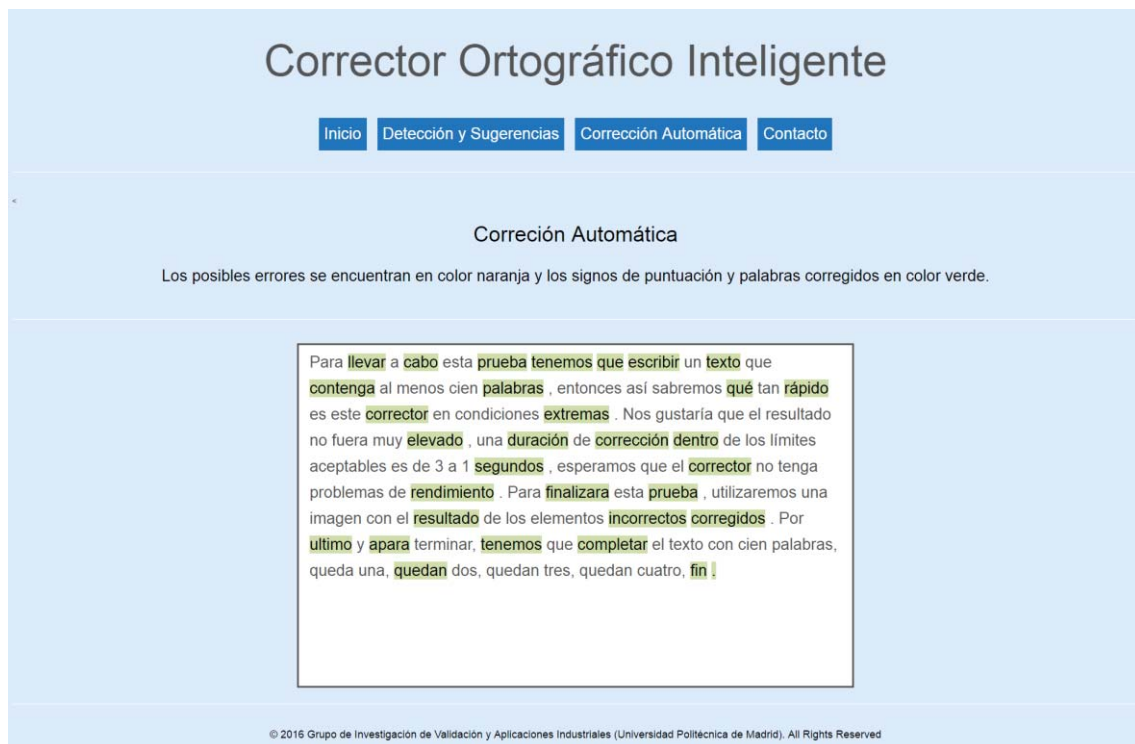 Corrector Ortográfico Inteligente
Inicio Detección y Sugerencias Corrección Automática Contacto
<
Correción Automática
Los posibles errores se encuentran en color naranja y los signos de puntuación y palabras corregidos en color verde.
Para llevar a cabo esta prueba tenemos que escribir un texto que
contenga al menos cien palabras , entonces así sabremos qué tan rápido
es este corrector en condiciones extremas . Nos gustaría que el resultado
no fuera muy elevado , una duración de corrección dentro de los límites
aceptables es de 3 a 1 segundos , esperamos que el corrector no tenga
problemas de rendimiento . Para finalizara esta prueba , utilizaremos una
imagen con el resultado de los elementos incorrectos corregidos . Por
ultimo y apara terminar, tenemos que completar el texto con cien palabras,
queda una, quedan dos, quedan tres, quedan cuatro, fin .
© 2016 Grupo de Investigación de Validación y Aplicaciones Industriales (Universidad Politécnica de Madrid). All Rights Reserved